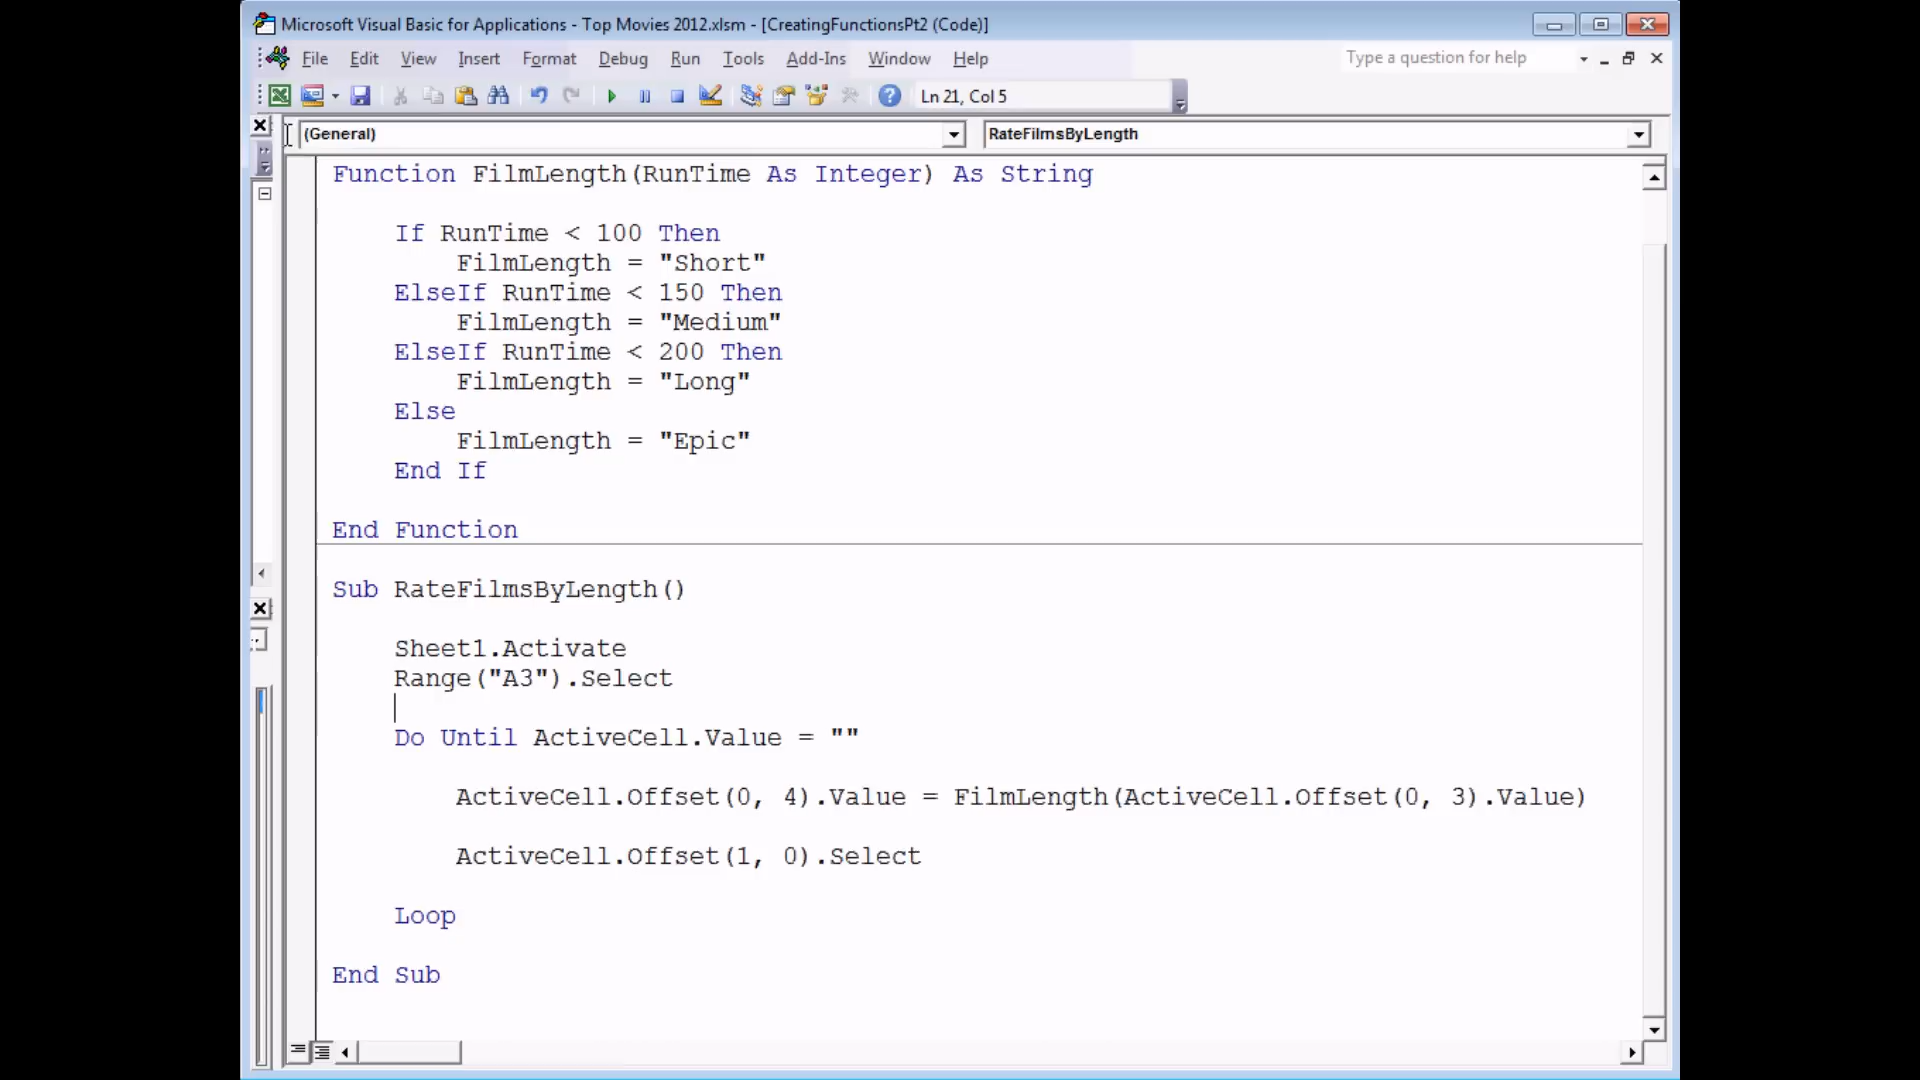 Microsoft Visual Basic for Applications - Top Movies 2012.xlsm - [CreatingFunctionsPt2 (Code)]
File Edit View Insert Format Debug Run Tools Add-Ins Window Help Type a question for help
Ln 21, Col 5
(General) RateFilmsByLength
Function FilmLength(RunTime As Integer) As String
If RunTime < 100 Then
FilmLength = "Short"
ElseIf RunTime < 150 Then
FilmLength = "Medium"
ElseIf RunTime < 200 Then
FilmLength = "Long"
Else
FilmLength = "Epic"
End If
End Function
Sub RateFilmsByLength()
Sheet1.Activate
Range("A3").Select
Do Until ActiveCell.Value = ""
ActiveCell.Offset(0, 4).Value = FilmLength(ActiveCell.Offset(0, 3).Value)
ActiveCell.Offset(1, 0).Select
Loop
End Sub